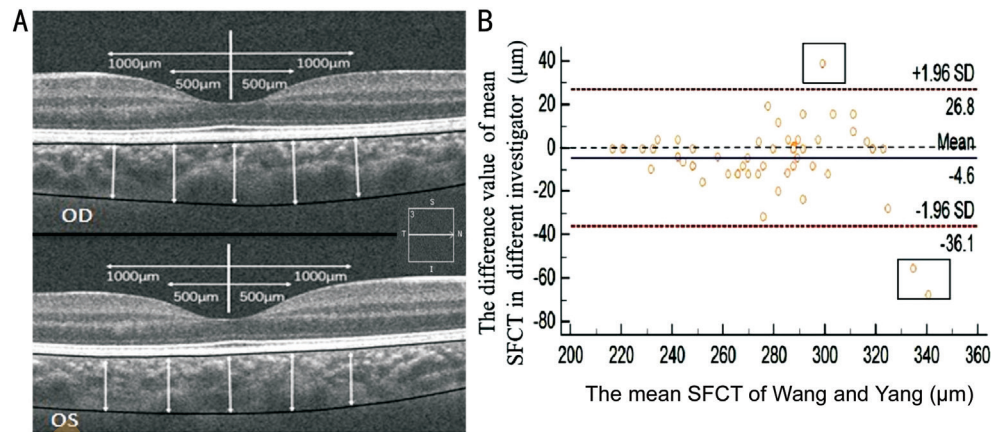 A
1000μm 1000μm
500μm 500μm
OD
S
3
T N
I
1000μm 1000μm
500μm 500μm
OS
B
The difference value of mean
SFCT in different investigator (μm)
40
20
0
-20
-40
-60
-80
+1.96 SD
26.8
Mean
-4.6
-1.96 SD
-36.1
200 220 240 260 280 300 320 340 360
The mean SFCT of Wang and Yang (μm)